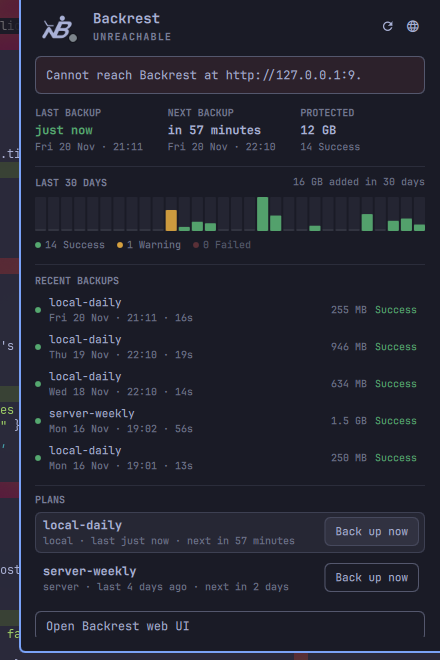 Backrest
UNREACHABLE
Cannot reach Backrest at http://127.0.0.1:9.
LAST BACKUP
just now
Fri 20 Nov · 21:11
NEXT BACKUP
in 57 minutes
Fri 20 Nov · 22:10
PROTECTED
12 GB
14 Success
LAST 30 DAYS
16 GB added in 30 days
14 Success
1 Warning
0 Failed
RECENT BACKUPS
local-daily
Fri 20 Nov · 21:11 · 16s
255 MB Success
local-daily
Thu 19 Nov · 22:10 · 19s
946 MB Success
local-daily
Wed 18 Nov · 22:10 · 14s
634 MB Success
server-weekly
Mon 16 Nov · 19:02 · 56s
1.5 GB Success
local-daily
Mon 16 Nov · 19:01 · 13s
250 MB Success
PLANS
local-daily
local · last just now · next in 57 minutes
Back up now
server-weekly
server · last 4 days ago · next in 2 days
Back up now
Open Backrest web UI
li
.ti
's
es
" }
,
ost
fa